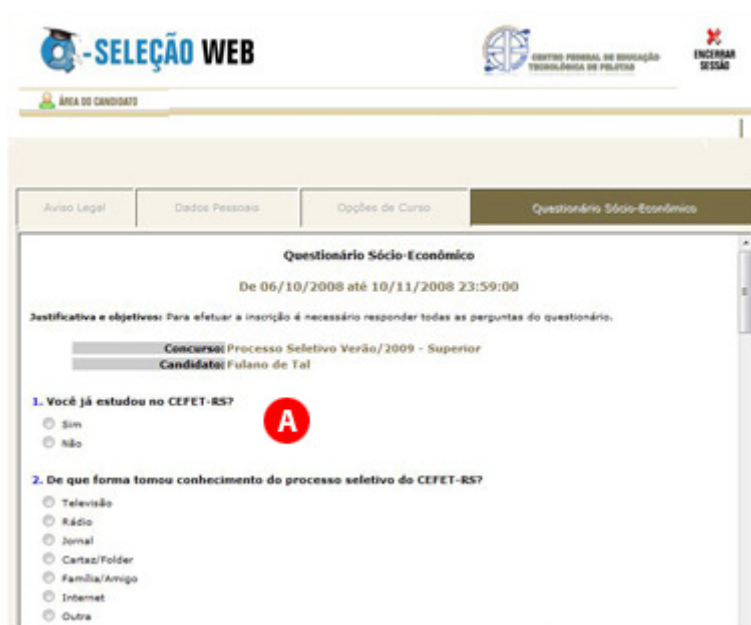 Q-SELEÇÃO WEB
CENTRO FEDERAL DE EDUCAÇÃO
TECNOLÓGICA DE PELOTAS
ENCERRAR
SESSÃO
ÁREA DO CANDIDATO
Aviso Legal
Dados Pessoais
Opções de Curso
Questionário Sócio-Econômico
Questionário Sócio-Econômico
De 06/10/2008 até 10/11/2008 23:59:00
Justificativa e objetivos: Para efetuar a inscrição é necessário responder todas as perguntas do questionário.
Concurso: Processo Seletivo Verão/2009 - Superior
Candidato: Fulano de Tal
1. Você já estudou no CEFET-RS?
Sim
A
Não
2. De que forma tomou conhecimento do processo seletivo do CEFET-RS?
Televisão
Rádio
Jornal
Cartaz/Folder
Família/Amigo
Internet
Outra